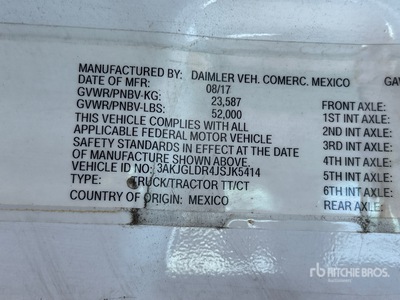 MANUFACTURED BY: DAIMLER VEH. COMERC. MEXICO GA
DATE OF MFR: 08/17
GVWR/PNBV-KG: 23,587
GVWR/PNBV-LBS: 52,000 FRONT AXLE:
THIS VEHICLE COMPLIES WITH ALL 1ST INT AXLE:
APPLICABLE FEDERAL MOTOR VEHICLE 2ND INT AXLE:
SAFETY STANDARDS IN EFFECT AT THE DATE 3RD INT AXLE:
OF MANUFACTURE SHOWN ABOVE. 4TH INT AXLE:
VEHICLE ID NO: 3AKJGLDR4JSJK5414 5TH INT AXLE:
TYPE: TRUCK/TRACTOR TT/CT 6TH INT AXLE:
COUNTRY OF ORIGIN: MEXICO REAR AXLE:
rb RITCHIE BROS.